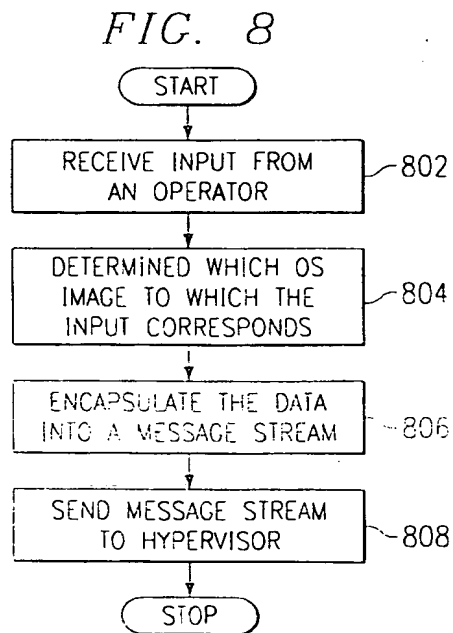 FIG. 8
START
RECEIVE INPUT FROM
AN OPERATOR
802
DETERMINED WHICH OS
IMAGE TO WHICH THE
INPUT CORRESPONDS
804
ENCAPSULATE THE DATA
INTO A MESSAGE STREAM
806
SEND MESSAGE STREAM
TO HYPERVISOR
808
STOP